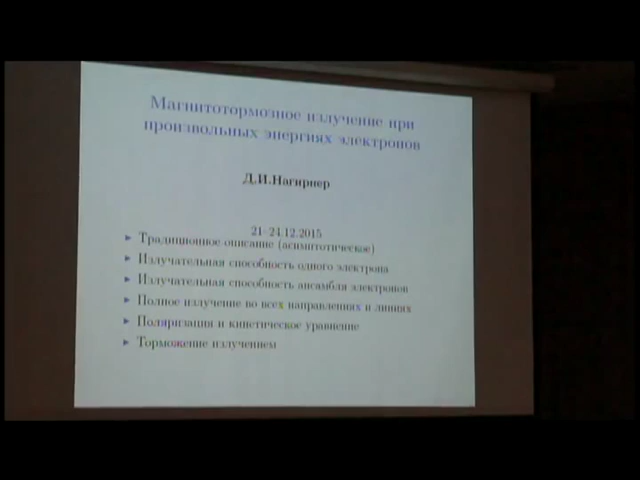 Магнитотормозное излучение при
произвольных энергиях электронов
Д.И.Нагирнер
21–24.12.2015
Традиционное описание (асимптотическое)
Излучательная способность одного электрона
Излучательная способность ансамбля электронов
Полное излучение во всех направлениях и линиях
Поляризация и кинетическое уравнение
Торможение излучением